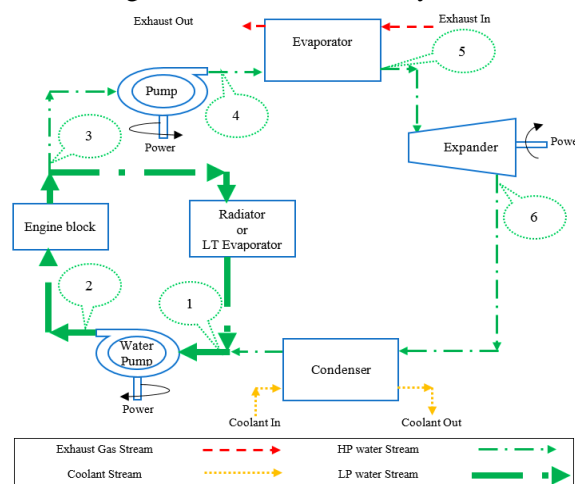 Exhaust Out
Exhaust In
Evaporator
5
Pump
4
3
Power
Expander
Powe
6
Engine block
Radiator
or
LT Evaporator
2
1
Water
Pump
Condenser
Power
Coolant In
Coolant Out
Exhaust Gas Stream
HP water Stream
Coolant Stream
LP water Stream